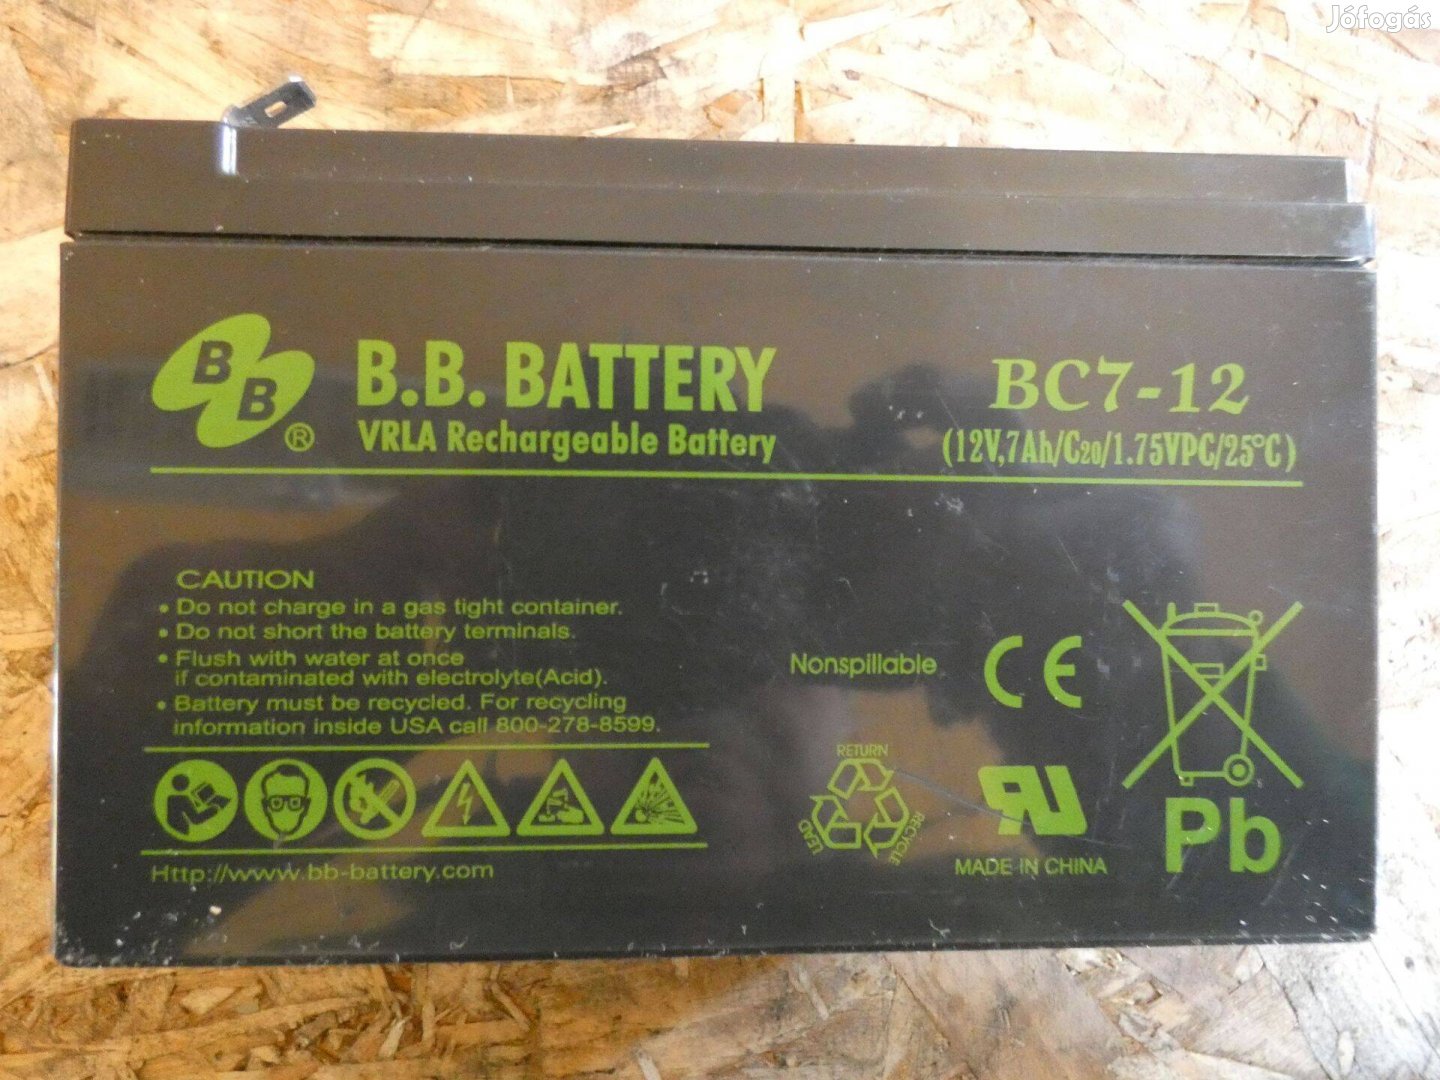 Jófogás
B
B
®
B.B. BATTERY
VRLA Rechargeable Battery
BC7-12
(12V,7Ah/C20/1.75VPC/25°C)
CAUTION
• Do not charge in a gas tight container.
• Do not short the battery terminals.
• Flush with water at once
if contaminated with electrolyte(Acid).
• Battery must be recycled. For recycling
information inside USA call 800-278-8599.
Http://www.bb-battery.com
Nonspillable
CE
RETURN
LEAD
RECYCLE
RU
MADE IN CHINA
Pb